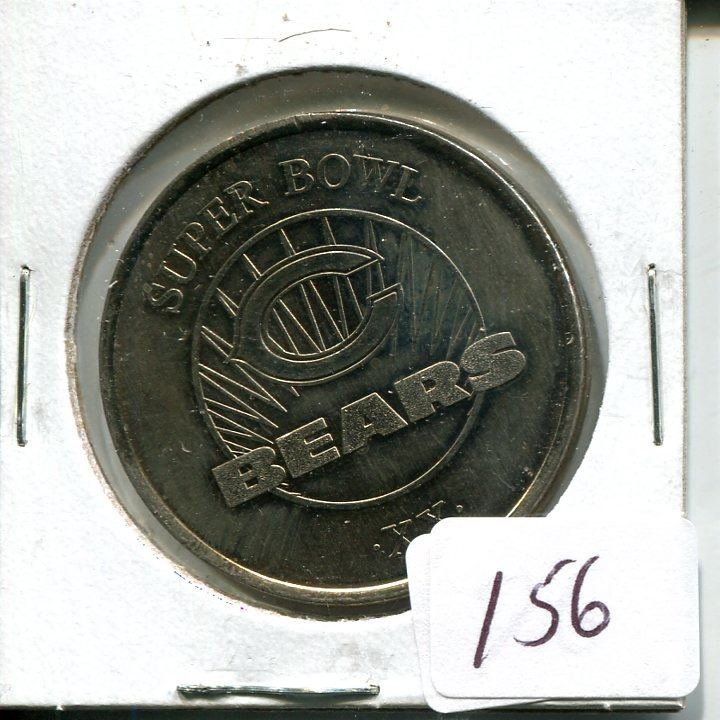 SUPER BOWL
C
BEARS
.XX.
156